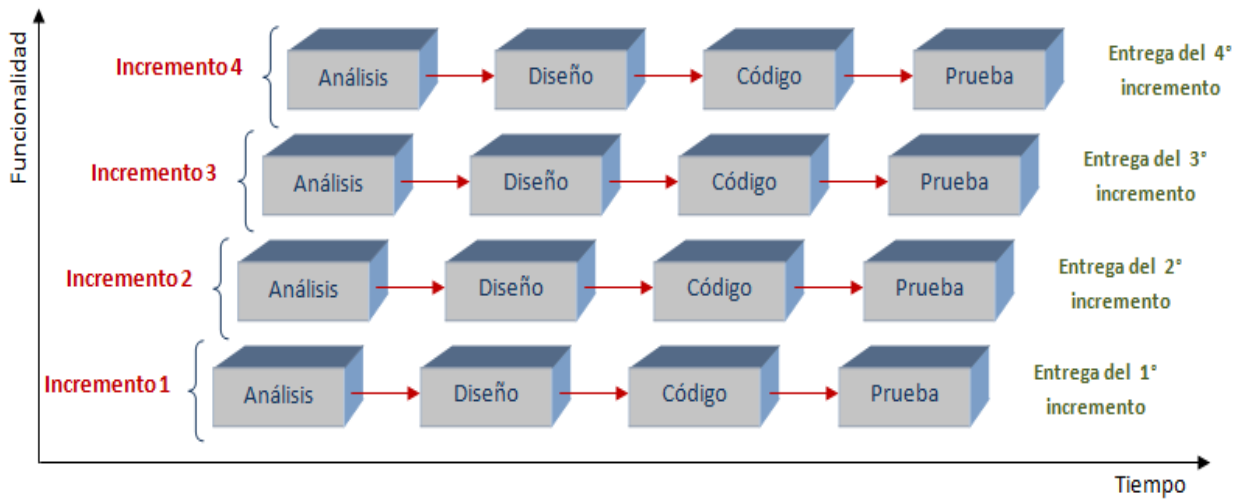 Funcionalidad
Incremento 4
Análisis
Diseño
Código
Prueba
Entrega del 4°
incremento
Incremento 3
Análisis
Diseño
Código
Prueba
Entrega del 3°
incremento
Incremento 2
Análisis
Diseño
Código
Prueba
Entrega del 2°
incremento
Incremento 1
Análisis
Diseño
Código
Prueba
Entrega del 1°
incremento
Tiempo